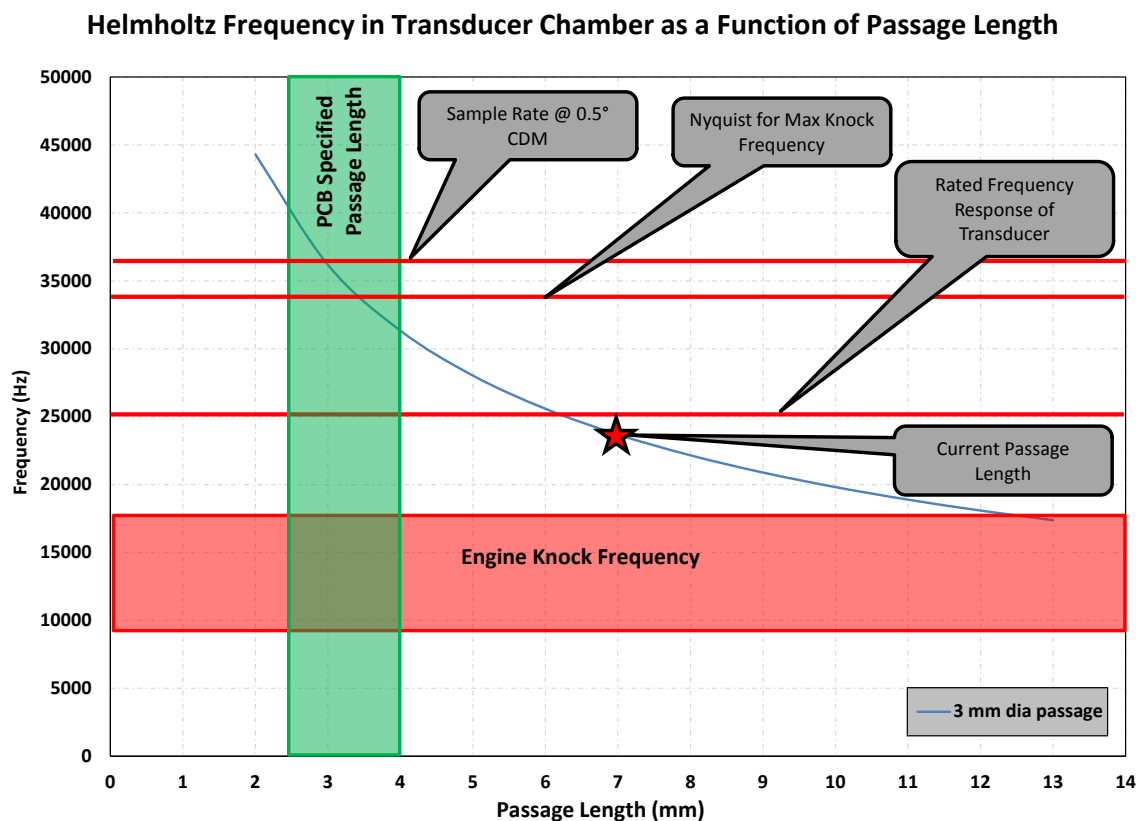 Helmholtz Frequency in Transducer Chamber as a Function of Passage Length
Frequency (Hz)
50000
45000
40000
35000
30000
25000
20000
15000
10000
5000
0
PCB Specified
Passage Length
Sample Rate @ 0.5°
CDM
Nyquist for Max Knock
Frequency
Rated Frequency
Response of
Transducer
Current Passage
Length
Engine Knock Frequency
3 mm dia passage
0 1 2 3 4 5 6 7 8 9 10 11 12 13 14
Passage Length (mm)